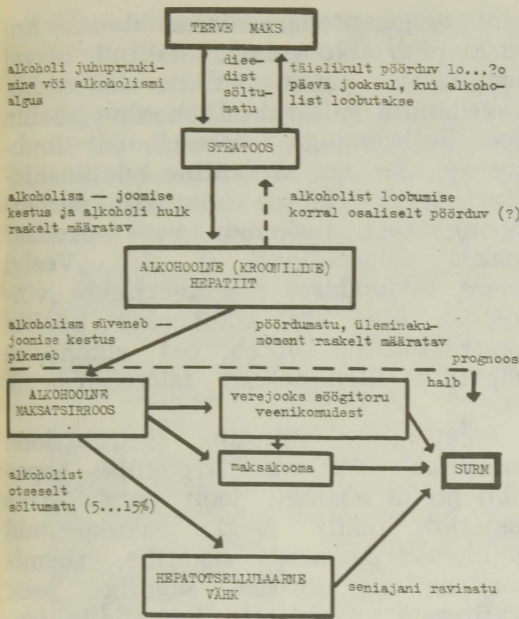 TERVE MAKS
alkoholi juhupruuki-
mine või alkoholismi
algus
diee-
dist
sõltu-
matu
täielikult pöörduv lo...?o
päeva jooksul, kui alkoho-
list loobutakse
STEATOOS
alkoholism — joomise
kestus ja alkoholi hulk
raskelt määratav
alkoholist loobumise
korral osaliselt pöörduv (?)
ALKOHOOLNE (KROONILINE)
HEPATIIT
alkoholism süveneb —
joomise kestus
pikeneb
pöördumatu, ülemineku-
moment raskelt määratav
prognoos
halb
ALKOHOOLNE
MAKSATSIRROOS
verejooks söögitoru
veenikomudest
maksakooma
SURM
alkoholist
otseselt
sõltumatu (5...15%)
HEPATOTSELLULAARNE
VÄHK
seniajani ravimatu